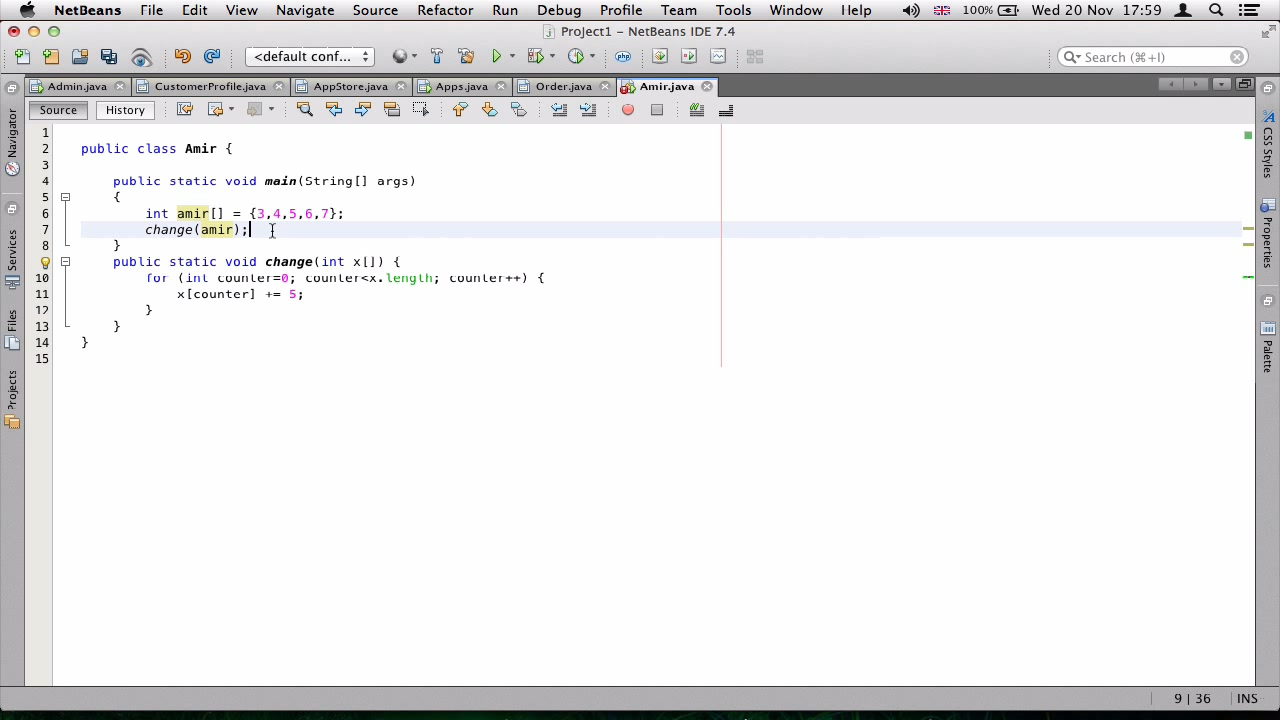 NetBeans File Edit View Navigate Source Refactor Run Debug Profile Team Tools Window Help 100% Wed 20 Nov 17:59
Project1 - NetBeans IDE 7.4
<default conf... php Search (⌘+I)
Admin.java CustomerProfile.java AppStore.java Apps.java Order.java Amir.java
Source History
Navigator
Services
Files
Projects
1
2 public class Amir {
3
4 public static void main(String[] args)
5 {
6 int amir[] = {3,4,5,6,7};
7 change(amir);
8 }
public static void change(int x[]) {
10 for (int counter=0; counter<x.length; counter++) {
11 x[counter] += 5;
12 }
13 }
14 }
15
CSS Styles
Properties
Palette
9 | 36 INS